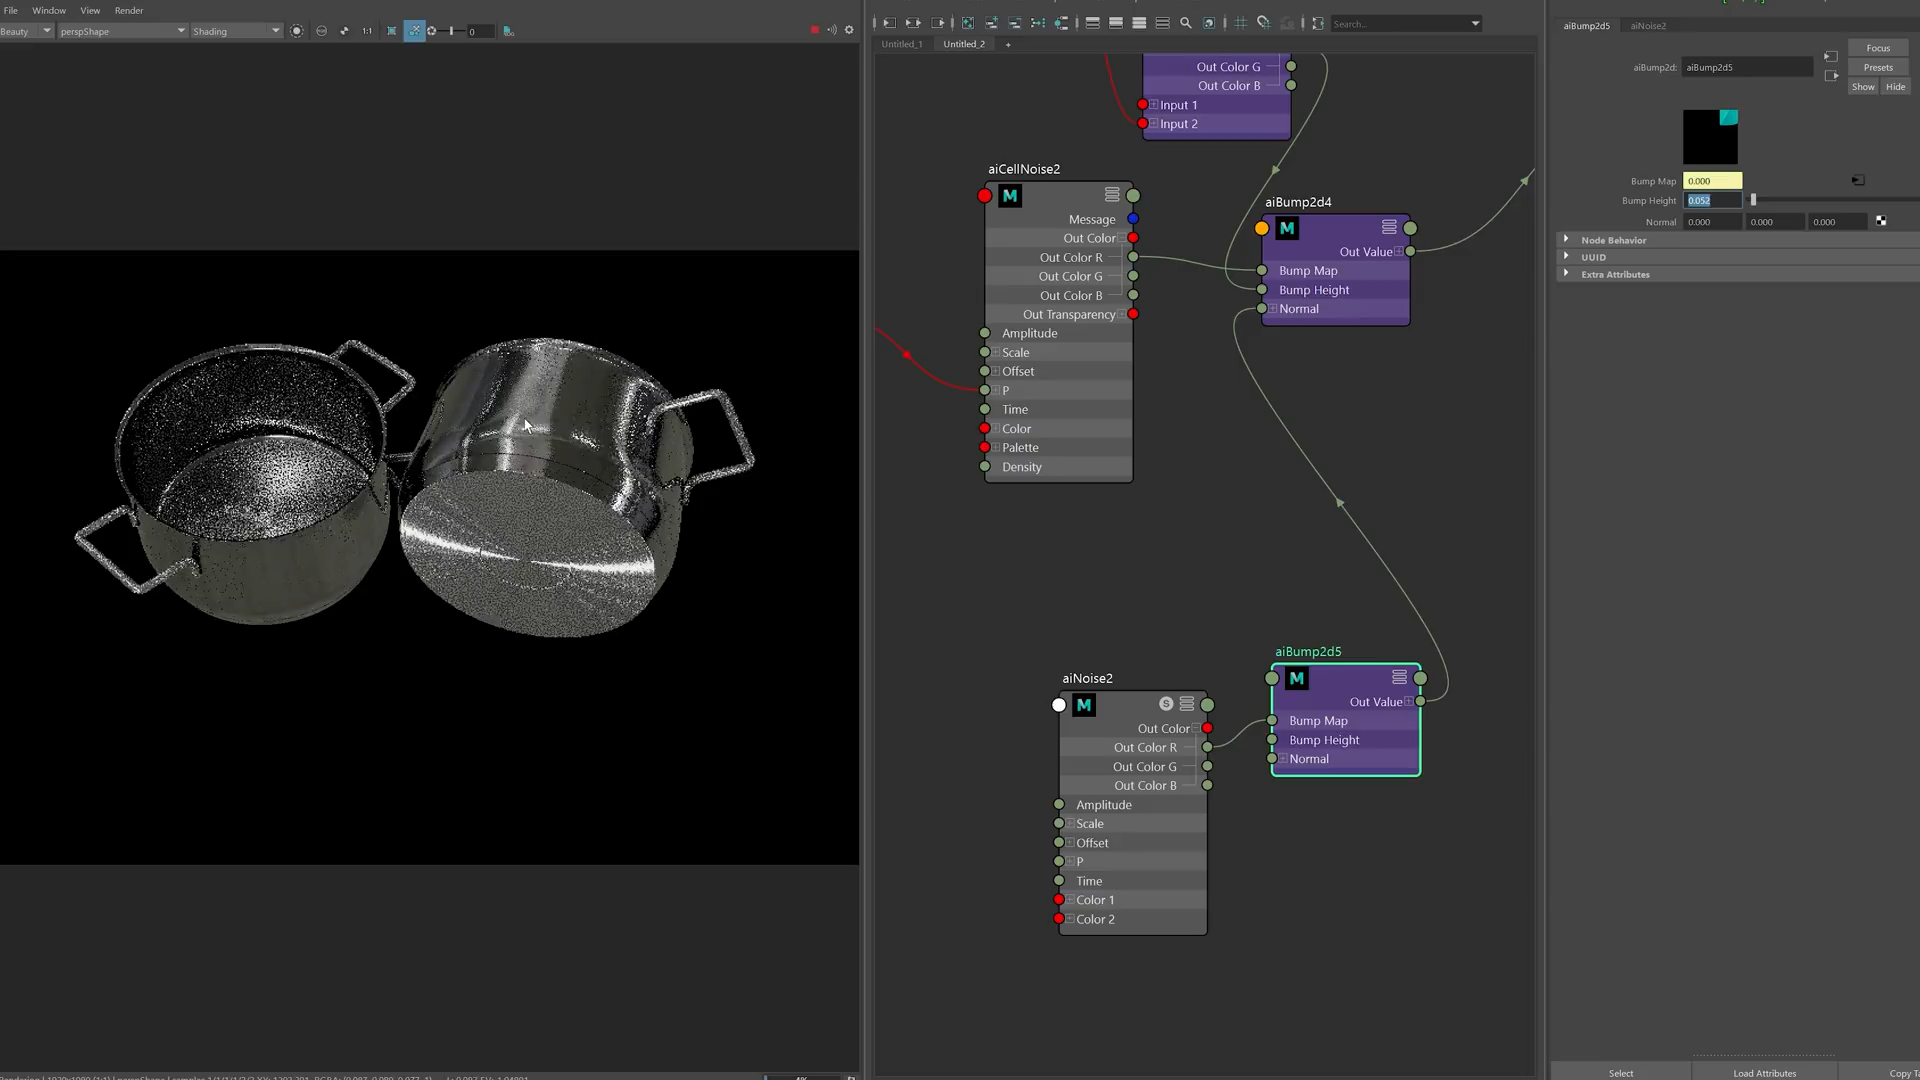 File Window View Render
Beauty perspShape Shading 1:1 0
Search...
Untitled_1 Untitled_2 +
aiBump2d5 aiNoise2
Focus
aiBump2d: aiBump2d5
Presets
Show Hide
Bump Map 0.000
Bump Height 0.052
Normal 0.000 0.000 0.000
Node Behavior
UUID
Extra Attributes
Out Color G
Out Color B
Input 1
Input 2
aiCellNoise2
M
Message
Out Color
Out Color R
Out Color G
Out Color B
Out Transparency
Amplitude
Scale
Offset
P
Time
Color
Palette
Density
aiBump2d4
M
Out Value
Bump Map
Bump Height
Normal
aiNoise2
M S
Out Color
Out Color R
Out Color G
Out Color B
Amplitude
Scale
Offset
P
Time
Color 1
Color 2
aiBump2d5
M
Out Value
Bump Map
Bump Height
Normal
Select Load Attributes Copy Ta